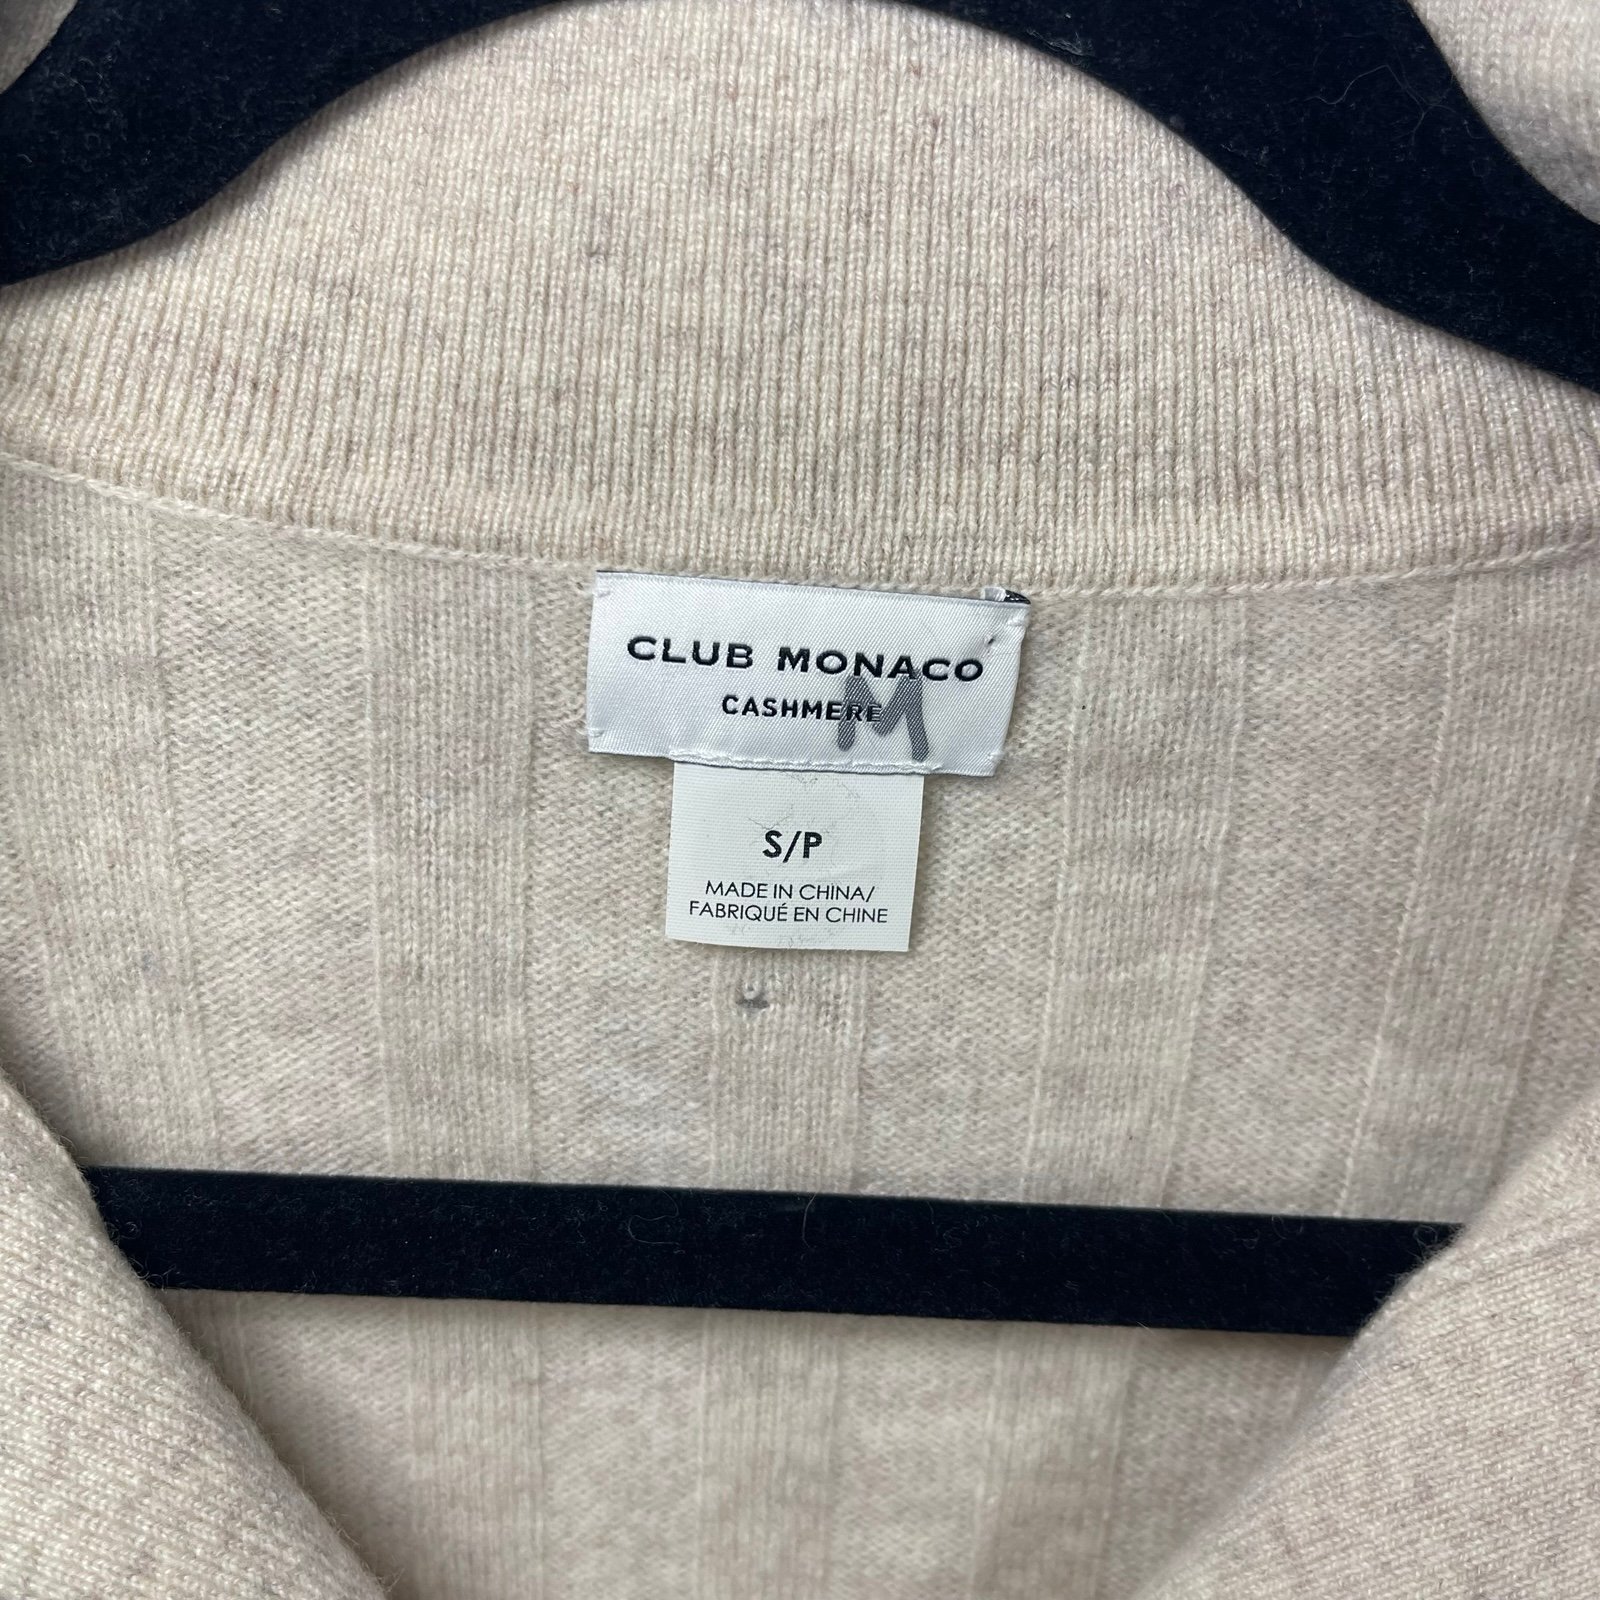 CLUB MONACO
CASHMERE
M
S/P
MADE IN CHINA/
FABRIQUÉ EN CHINE